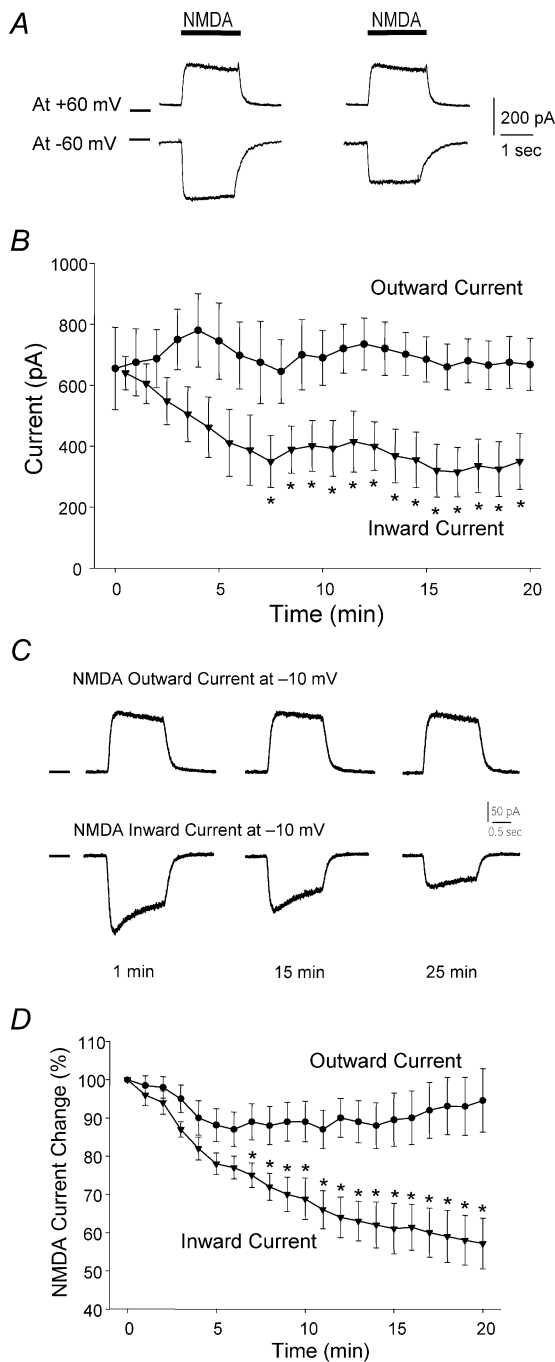 A
NMDA NMDA
At +60 mV
At -60 mV
200 pA
1 sec
B
1000
800
600
400
200
0
Current (pA)
Outward Current
* * * * * * * * * * * * *
Inward Current
0 5 10 15 20
Time (min)
C
NMDA Outward Current at –10 mV
50 pA
0.5 sec
NMDA Inward Current at –10 mV
1 min 15 min 25 min
D
110
100
90
80
70
60
50
40
NMDA Current Change (%)
Outward Current
* * * * * * * * * * * * * *
Inward Current
0 5 10 15 20
Time (min)